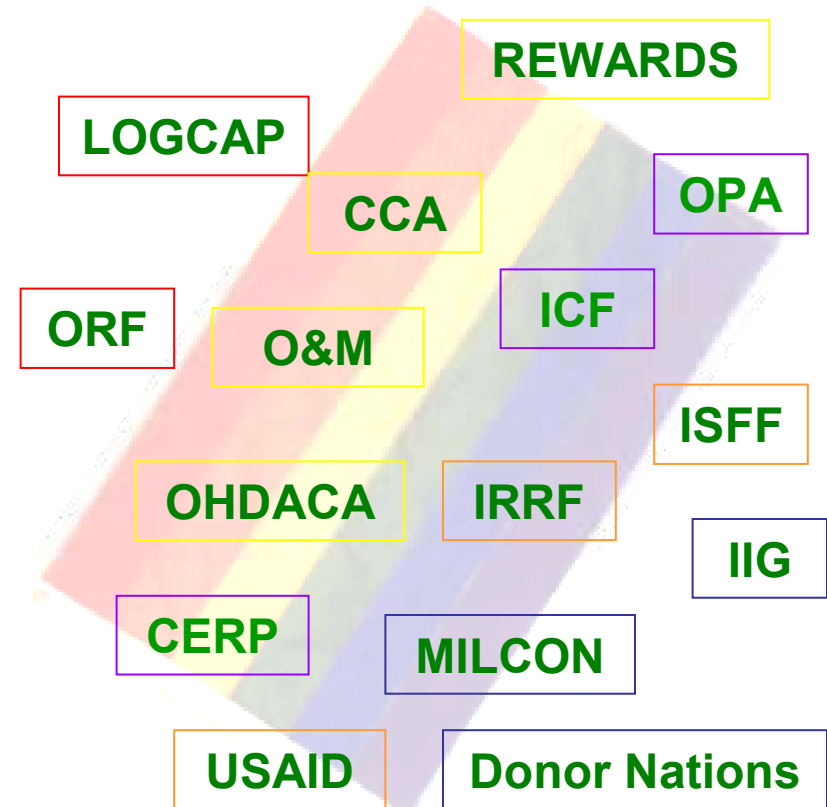 REWARDS
LOGCAP
CCA
OPA
ORF
O&M
ICF
ISFF
OHDACA
IRRF
IIG
CERP
MILCON
USAID
Donor Nations